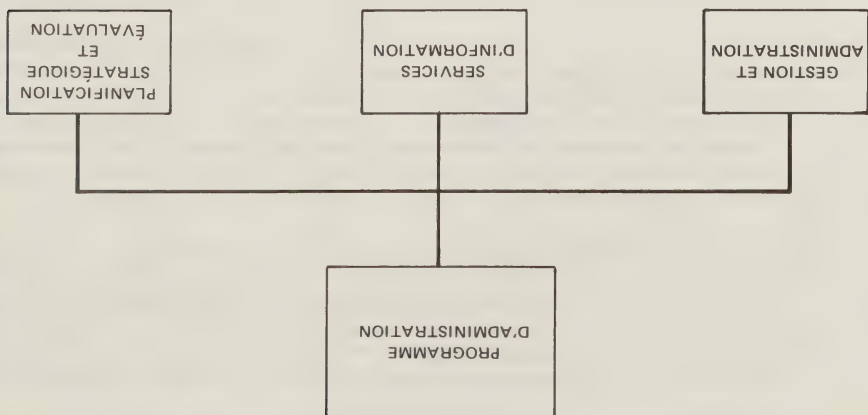 PROGRAMME
D'ADMINISTRATION
GESTION ET
ADMINISTRATION
SERVICES
D'INFORMATION
PLANIFICATION
STRATÉGIQUE
ET
ÉVALUATION